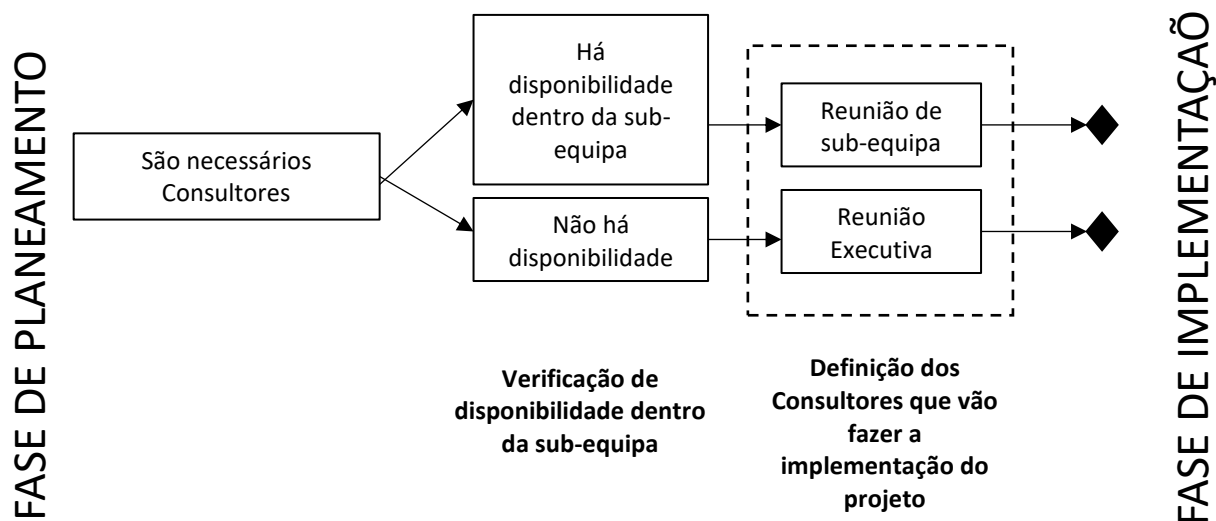 FASE DE PLANEAMENTO
São necessários
Consultores
Há
disponibilidade
dentro da sub-
equipa
Não há
disponibilidade
Reunião de
sub-equipa
Reunião
Executiva
Verificação de
disponibilidade dentro
da sub-equipa
Definição dos
Consultores que vão
fazer a
implementação do
projeto
FASE DE IMPLEMENTAÇAÕ